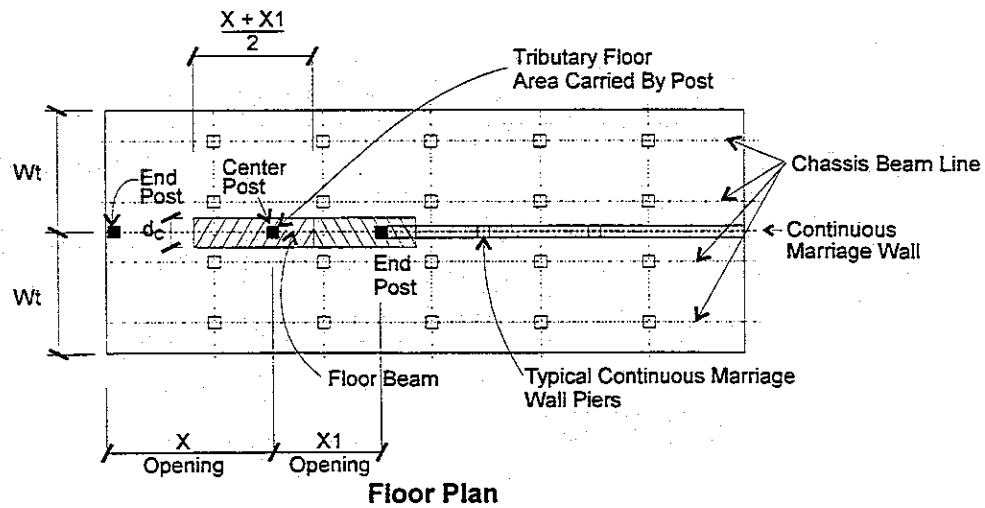 X + X1
2
Tributary Floor
Area Carried By Post
Wt
End
Post
Center
Post
Chassis Beam Line
dc
Continuous
Marriage Wall
Wt
End
Post
Floor Beam
Typical Continuous Marriage
Wall Piers
X
Opening
X1
Opening
Floor Plan